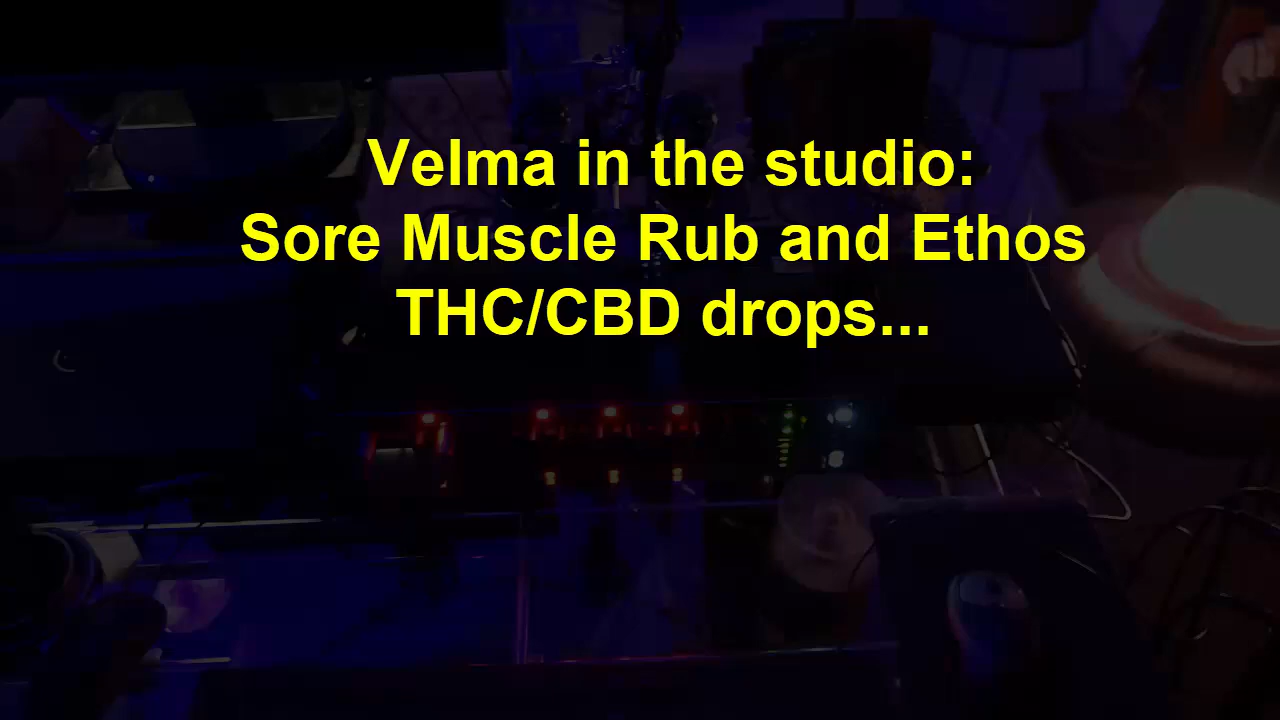 Velma in the studio:
Sore Muscle Rub and Ethos
THC/CBD drops...